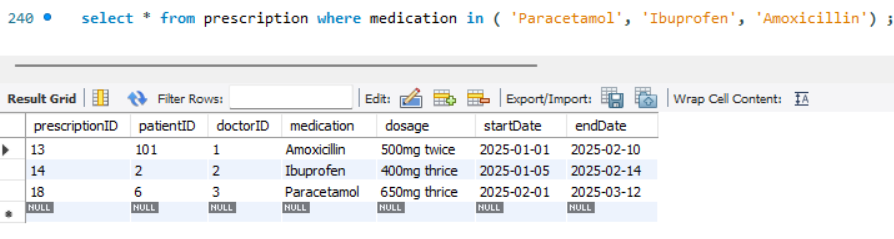 240 select * from prescription where medication in ( 'Paracetamol', 'Ibuprofen', 'Amoxicillin') ;
Result Grid Filter Rows: Edit: Export/Import: Wrap Cell Content: IA
prescriptionID patientID doctorID medication dosage startDate endDate
13 101 1 Amoxicillin 500mg twice 2025-01-01 2025-02-10
14 2 2 Ibuprofen 400mg thrice 2025-01-05 2025-02-14
18 6 3 Paracetamol 650mg thrice 2025-02-01 2025-03-12
NULL NULL NULL NULL NULL NULL NULL